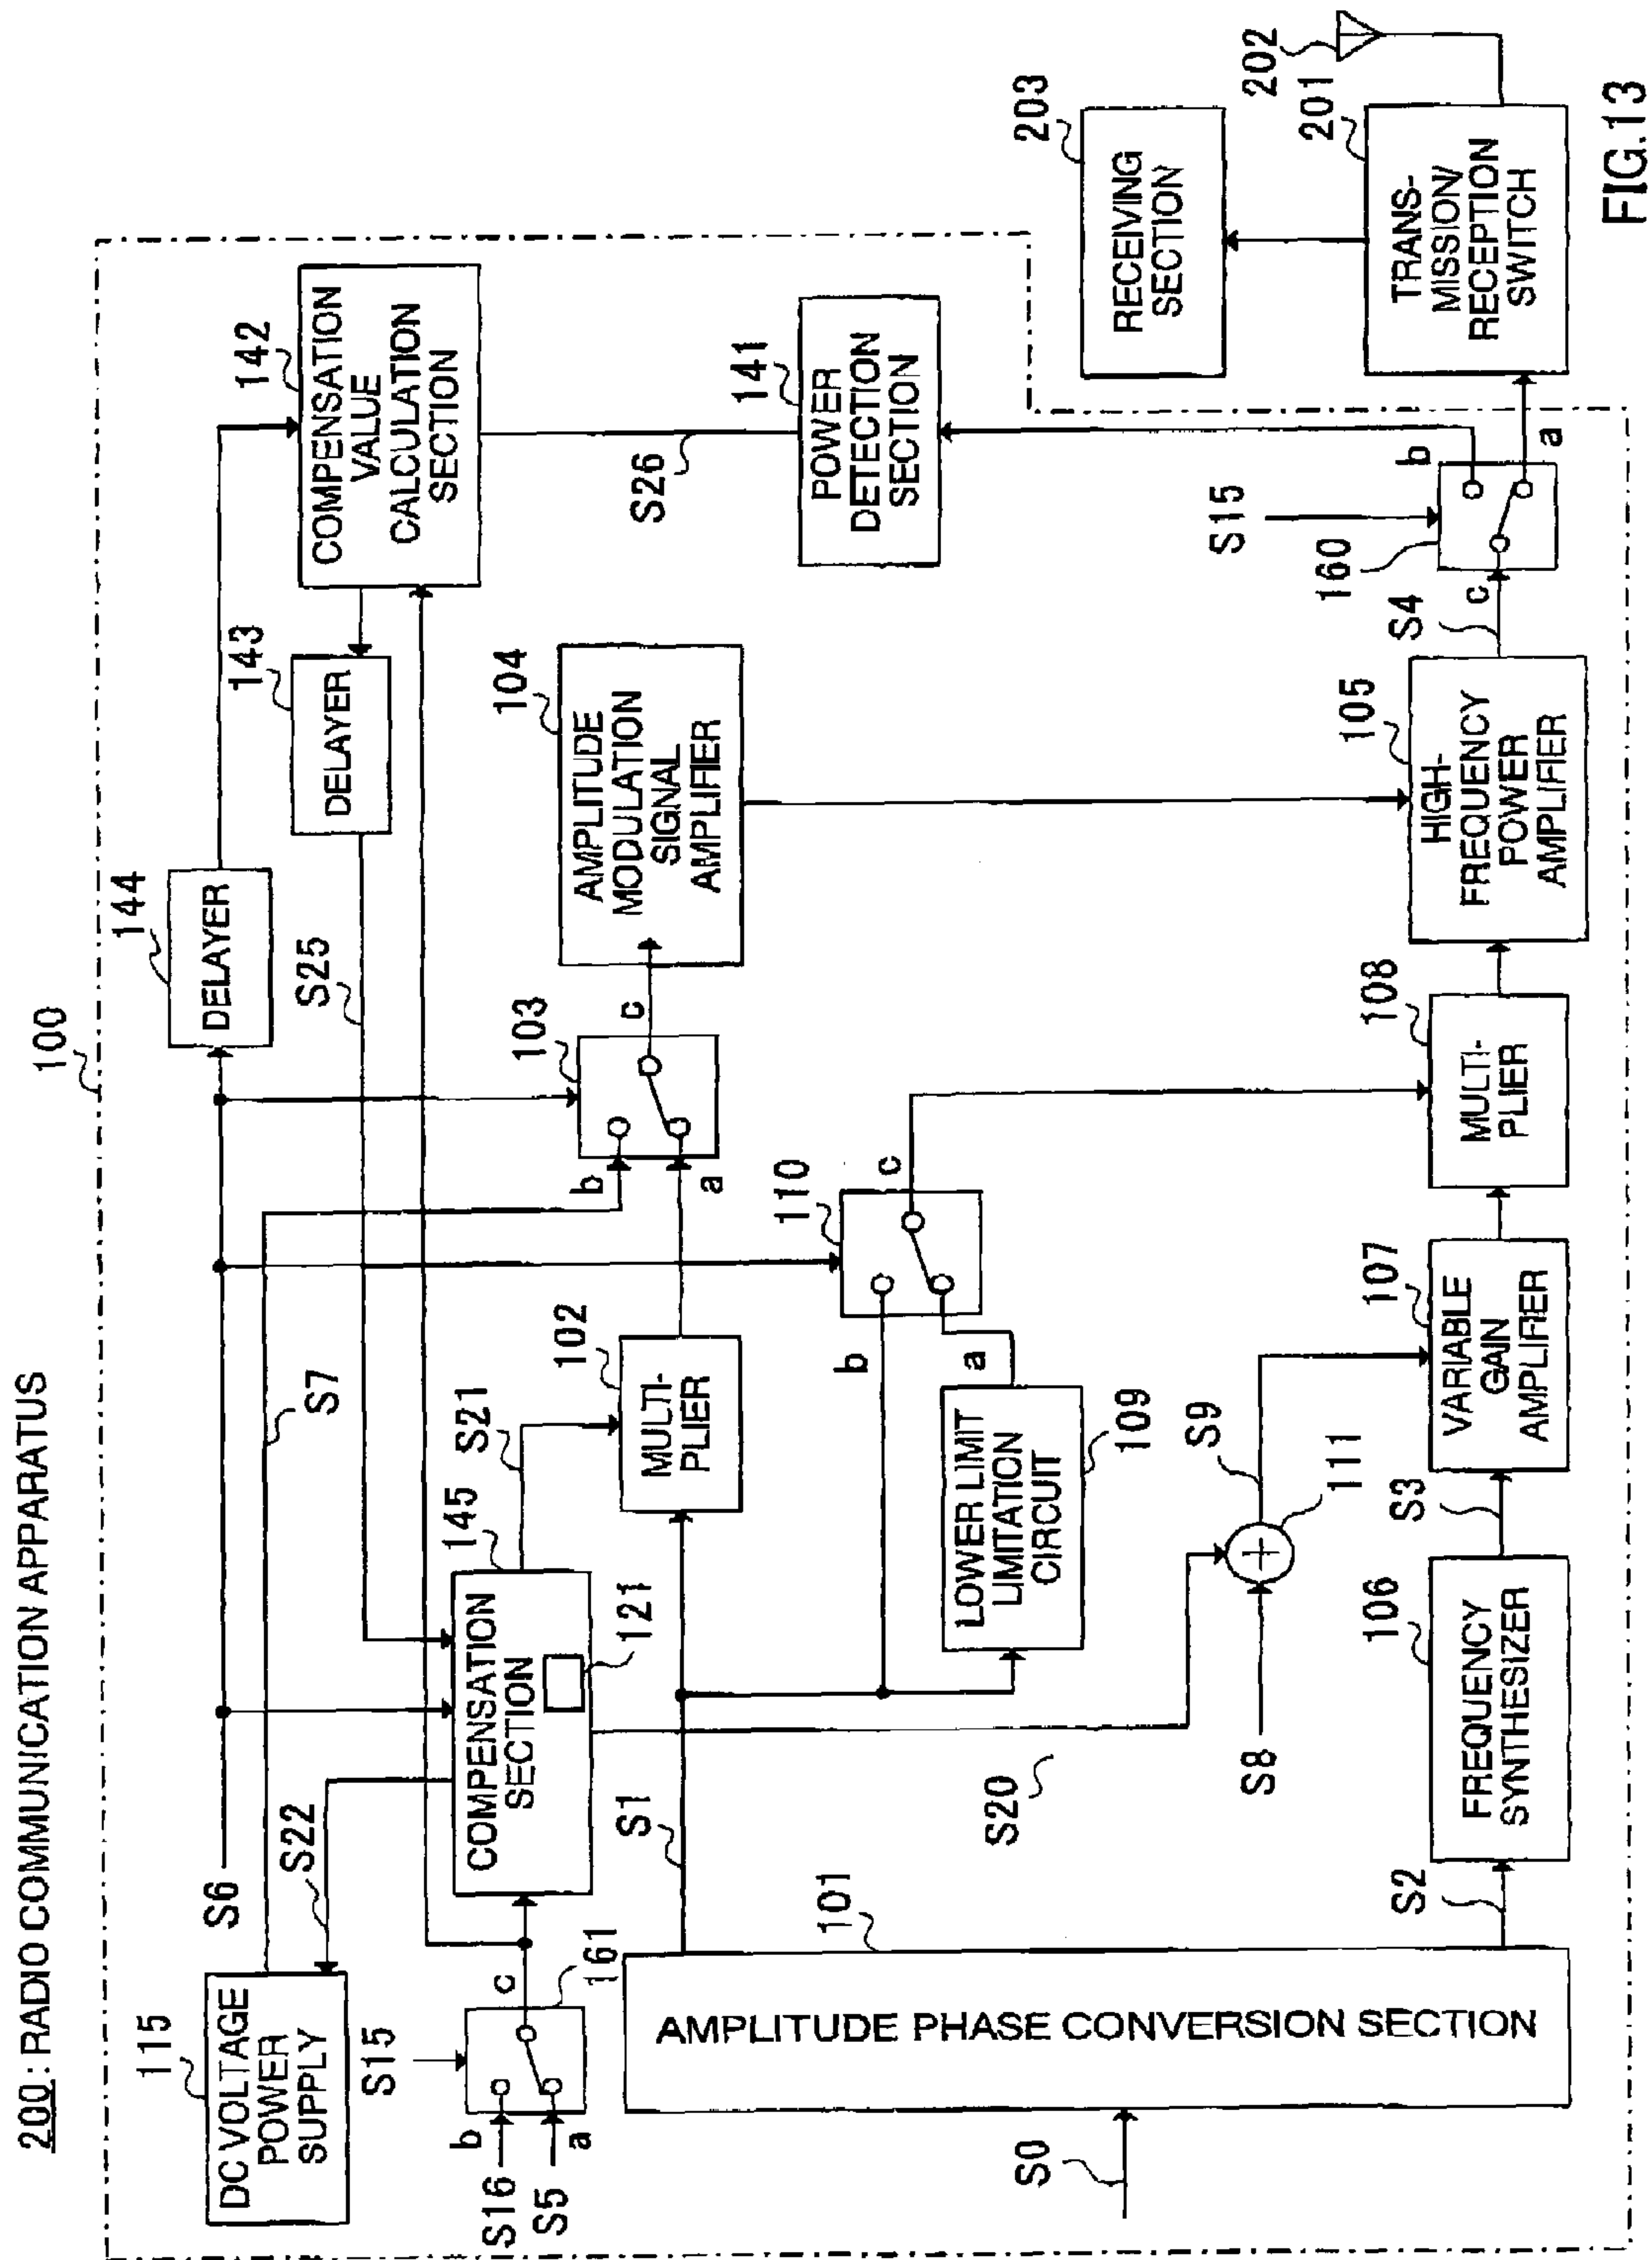 200 : RADIO COMMUNICATION APPARATUS
100
115
DC VOLTAGE
POWER
SUPPLY
S6
S22
S7
144
DELAYER
S25
143
DELAYER
142
COMPENSATION
VALUE
CALCULATION
SECTION
S15
b
S16
S5
a
c
161
145
COMPENSATION
SECTION
121
S21
102
MULTI-
PLIER
b
a
103
c
104
AMPLITUDE
MODULATION
SIGNAL
AMPLIFIER
S26
141
POWER
DETECTION
SECTION
203
RECEIVING
SECTION
S1
b
a
110
c
LOWER LIMIT
LIMITATION
CIRCUIT
109
S20
S8
S9
111
S0
101
AMPLITUDE PHASE CONVERSION SECTION
S2
106
FREQUENCY
SYNTHESIZER
S3
107
VARIABLE
GAIN
AMPLIFIER
108
MULTI-
PLIER
105
HIGH-
FREQUENCY
POWER
AMPLIFIER
S4
c
160
S15
b
a
201
TRANS-
MISSION/
RECEPTION
SWITCH
202
FIG.13